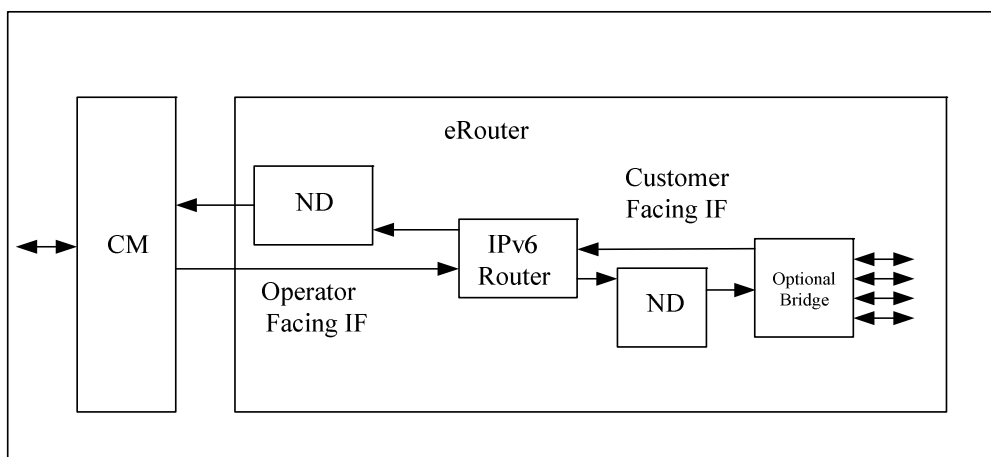 eRouter
ND
Customer
Facing IF
CM
IPv6
Router
Operator
Facing IF
ND
Optional
Bridge